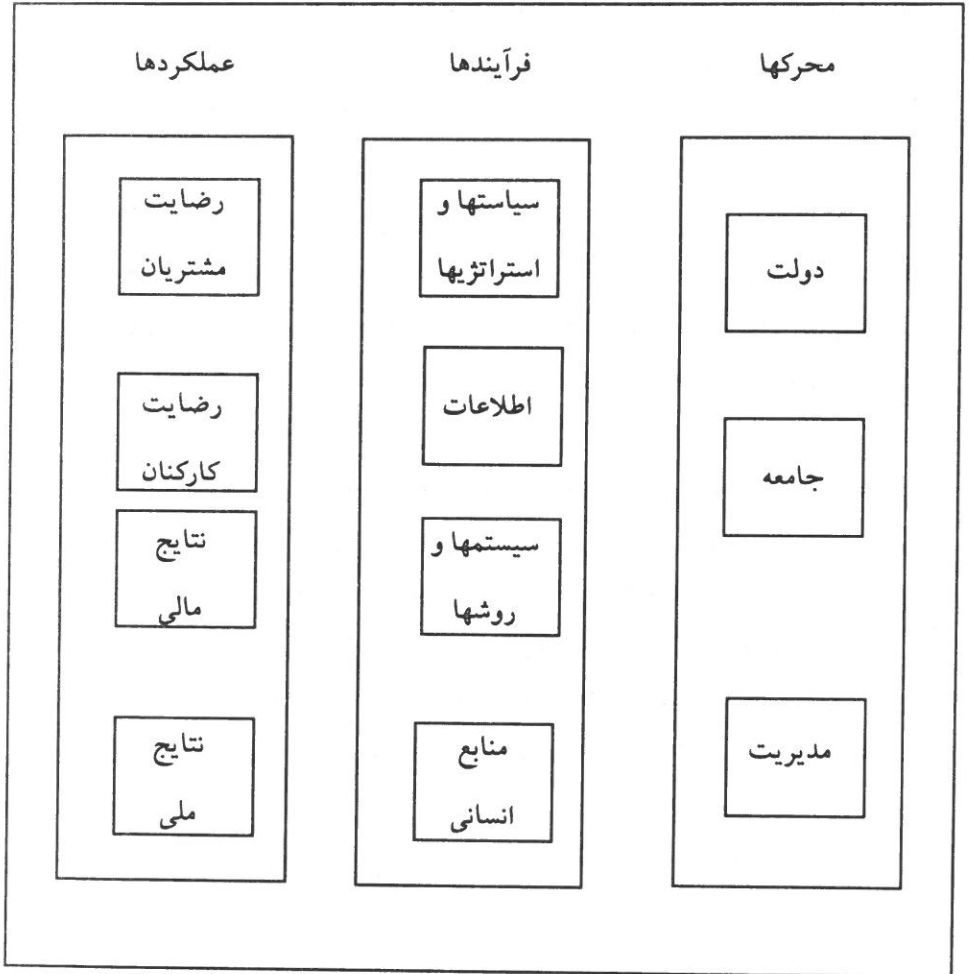 محرکها
فرآیندها
عملکردها
دولت
جامعه
مدیریت
سیاستها و
استراتژیها
اطلاعات
سیستمها و
روشها
منابع
انسانی
رضایت
مشتریان
رضایت
کارکنان
نتایج
مالی
نتایج
ملی